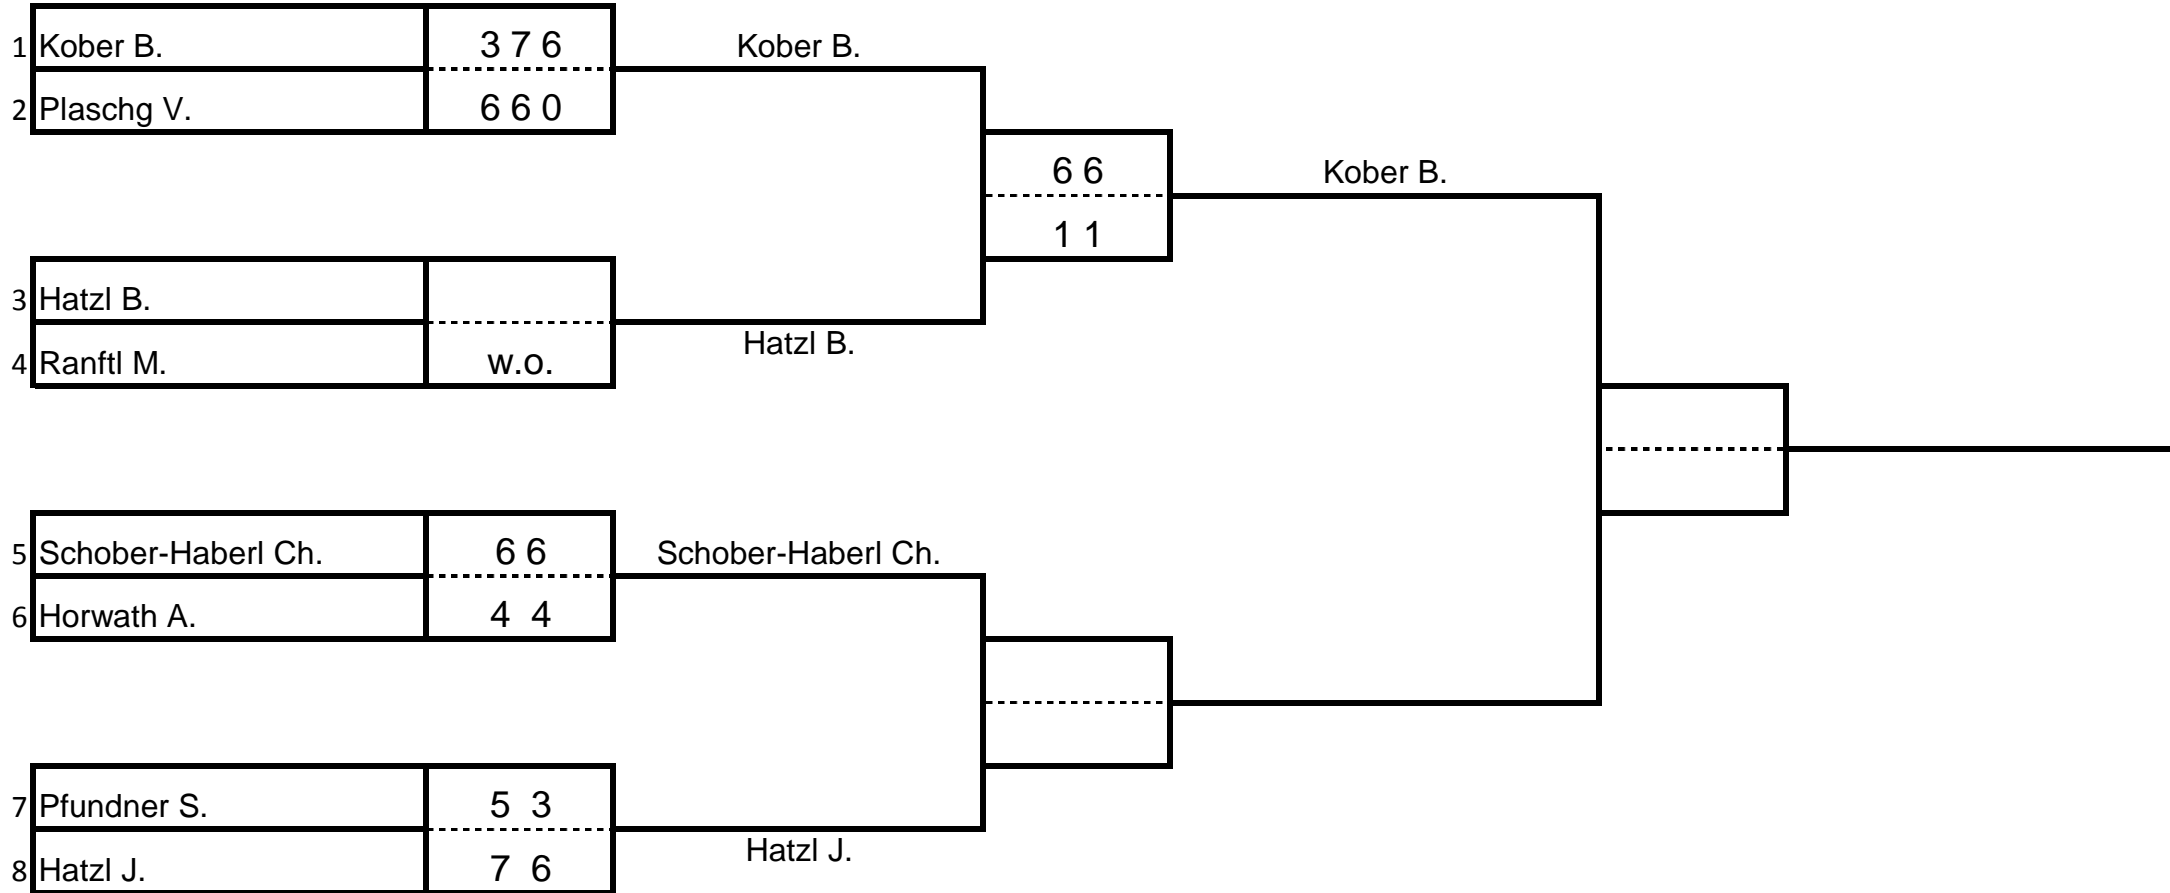 1 Kober B. 3 7 6 Kober B.
2 Plaschg V. 6 6 0
6 6 Kober B.
1 1
3 Hatzl B.
Hatzl B.
4 Ranftl M. w.o.
5 Schober-Haberl Ch. 6 6 Schober-Haberl Ch.
6 Horwath A. 4 4
7 Pfundner S. 5 3
Hatzl J.
8 Hatzl J. 7 6